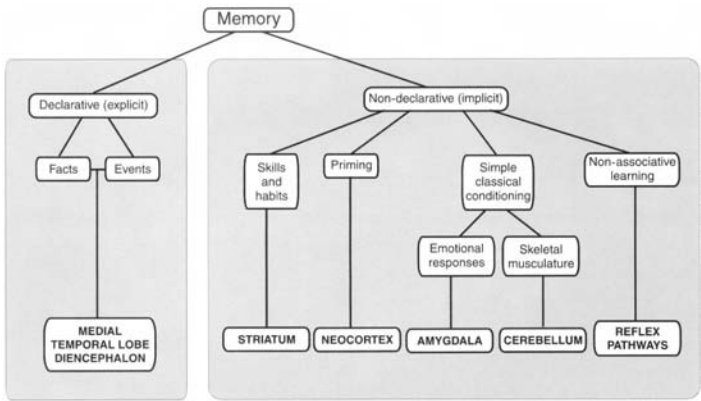 Memory
Declarative (explicit)
Non-declarative (implicit)
Facts
Events
Skills
and
habits
Priming
Simple
classical
conditioning
Non-associative
learning
Emotional
responses
Skeletal
musculature
MEDIAL
TEMPORAL LOBE
DIENCEPHALON
STRIATUM
NEOCORTEX
AMYGDALA
CEREBELLUM
REFLEX
PATHWAYS